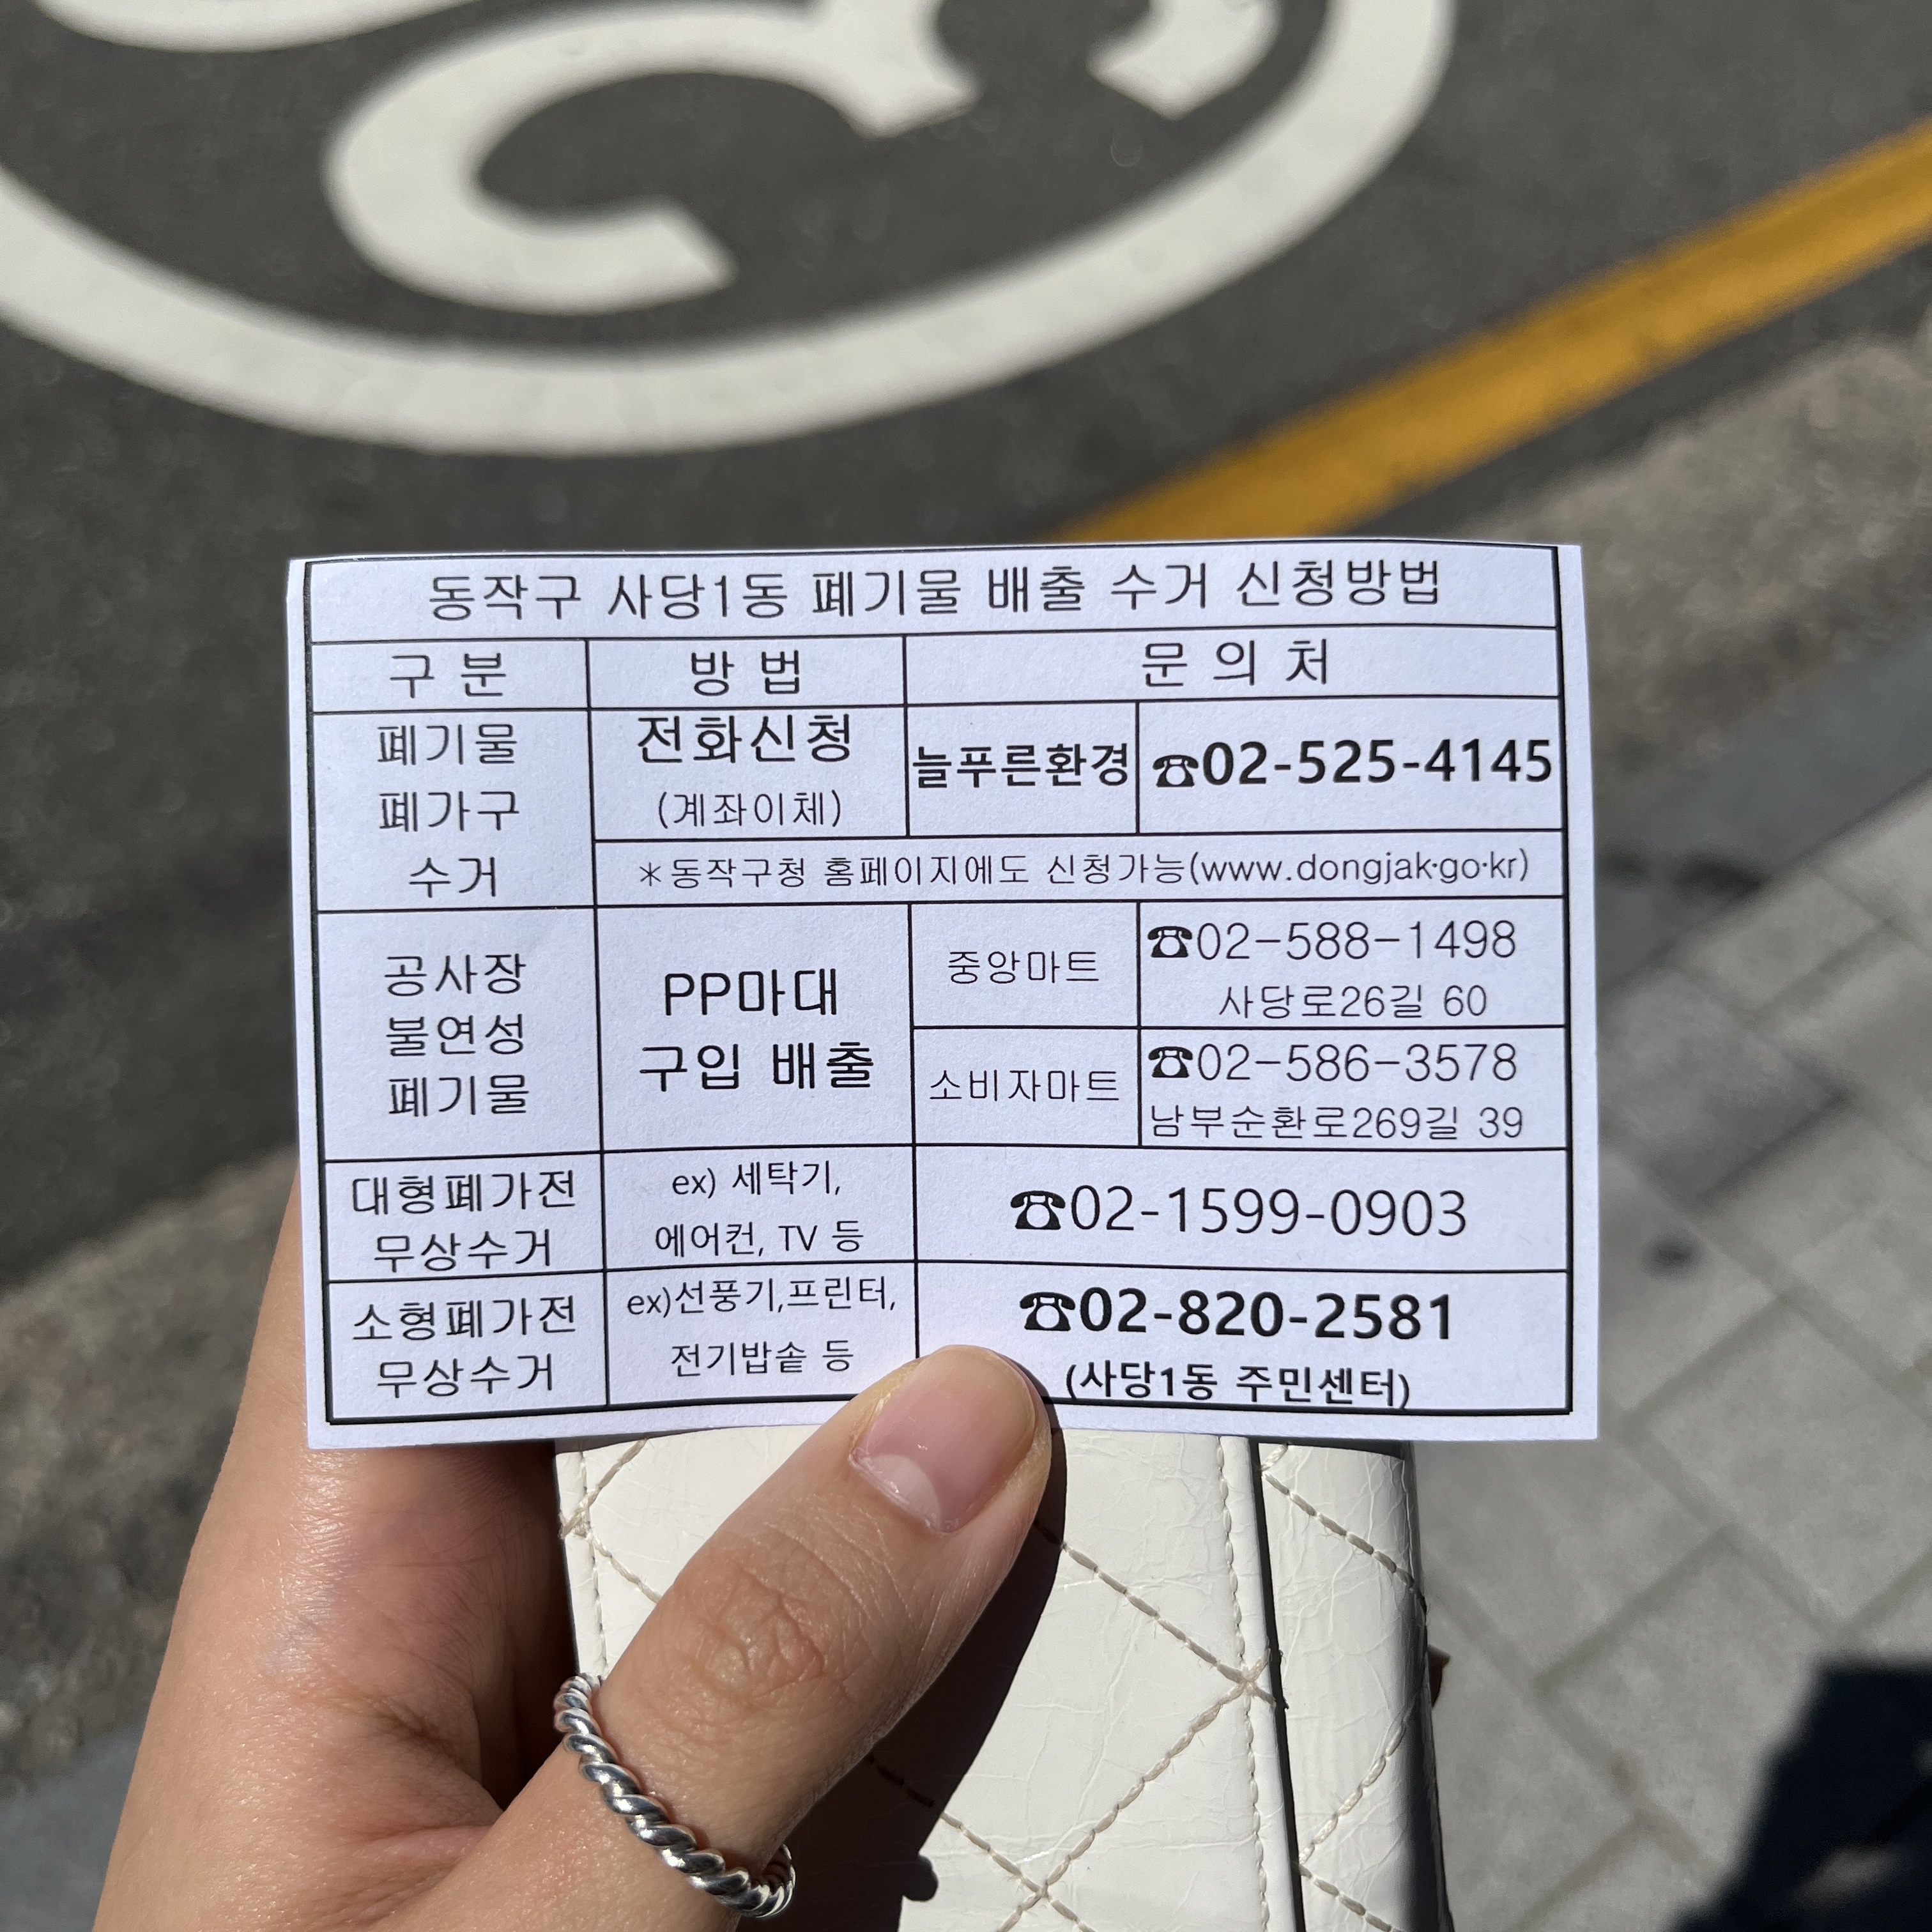 동작구 사당1동 폐기물 배출 수거 신청방법
구 분
방 법
문 의 처
폐기물
폐가구
수거
전화신청
(계좌이체)
늘푸른환경
☎02-525-4145
*동작구청 홈페이지에도 신청가능(www.dongjak·go·kr)
공사장
불연성
폐기물
PP마대
구입 배출
중앙마트
☎02-588-1498
사당로26길 60
소비자마트
☎02-586-3578
남부순환로269길 39
대형폐가전
무상수거
ex) 세탁기,
에어컨, TV 등
☎02-1599-0903
소형폐가전
무상수거
ex)선풍기,프린터,
전기밥솥 등
☎02-820-2581
(사당1동 주민센터)